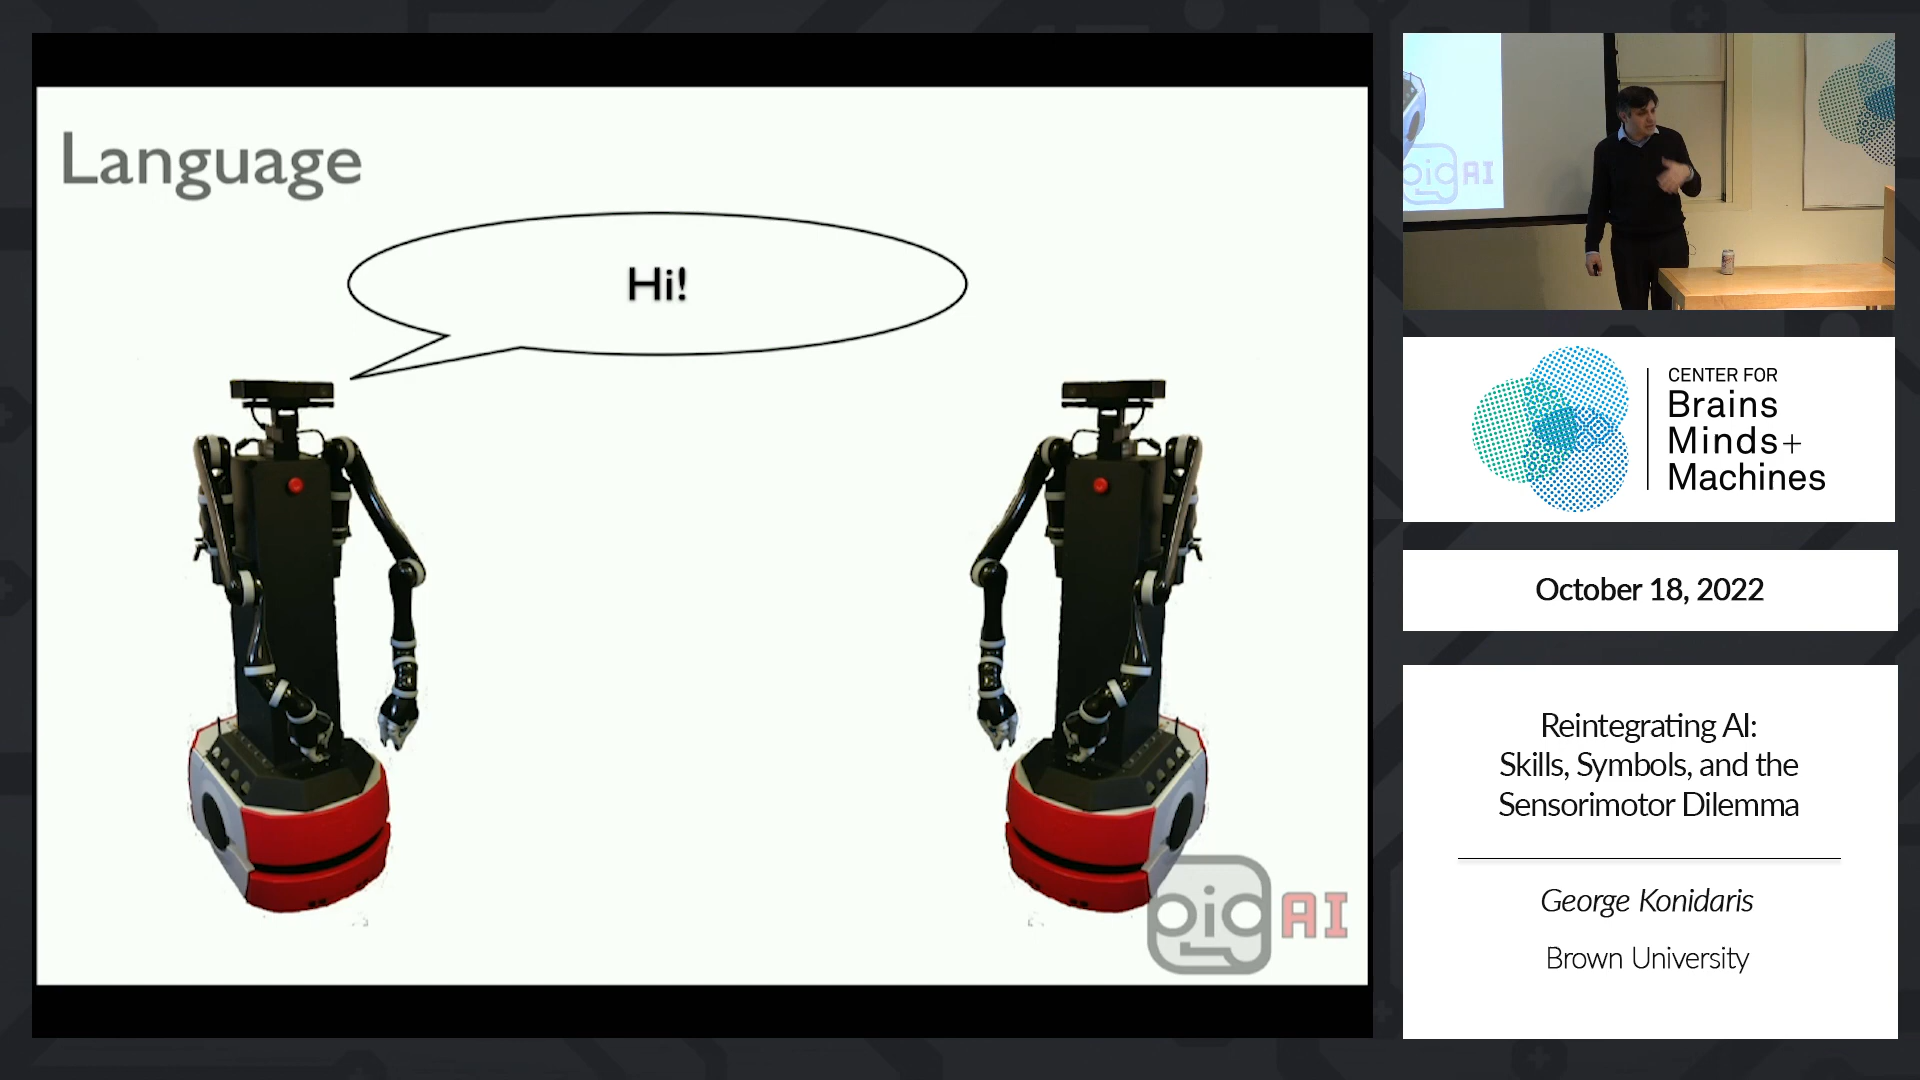 Language
Hi!
bigAI
AI
CENTER FOR
Brains
Minds+
Machines
October 18, 2022
Reintegrating AI:
Skills, Symbols, and the
Sensorimotor Dilemma
George Konidaris
Brown University